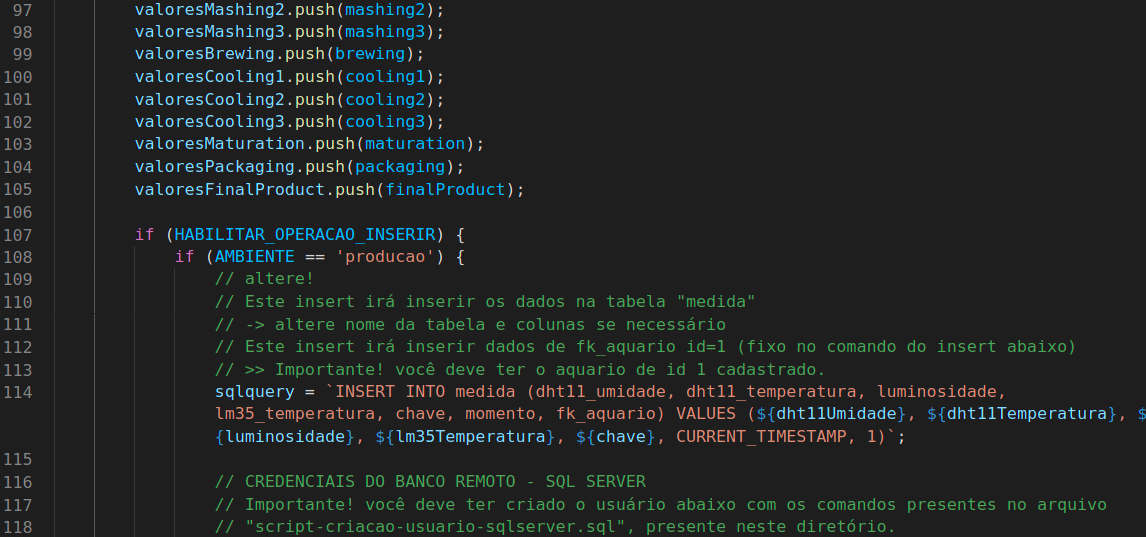 97 valoresMashing2.push(mashing2);
98 valoresMashing3.push(mashing3);
99 valoresBrewing.push(brewing);
100 valoresCooling1.push(cooling1);
101 valoresCooling2.push(cooling2);
102 valoresCooling3.push(cooling3);
103 valoresMaturation.push(maturation);
104 valoresPackaging.push(packaging);
105 valoresFinalProduct.push(finalProduct);
106
107 if (HABILITAR_OPERACAO_INSERIR) {
108 if (AMBIENTE == 'producao') {
109 // altere!
110 // Este insert irá inserir os dados na tabela "medida"
111 // -> altere nome da tabela e colunas se necessário
112 // Este insert irá inserir dados de fk_aquario id=1 (fixo no comando do insert abaixo)
113 // >> Importante! você deve ter o aquario de id 1 cadastrado.
114 sqlquery = `INSERT INTO medida (dht11_umidade, dht11_temperatura, luminosidade,
lm35_temperatura, chave, momento, fk_aquario) VALUES (${dht11Umidade}, ${dht11Temperatura}, $
{luminosidade}, ${lm35Temperatura}, ${chave}, CURRENT_TIMESTAMP, 1)`;
115
116 // CREDENCIAIS DO BANCO REMOTO - SQL SERVER
117 // Importante! você deve ter criado o usuário abaixo com os comandos presentes no arquivo
118 // "script-criacao-usuario-sqlserver.sql", presente neste diretório.